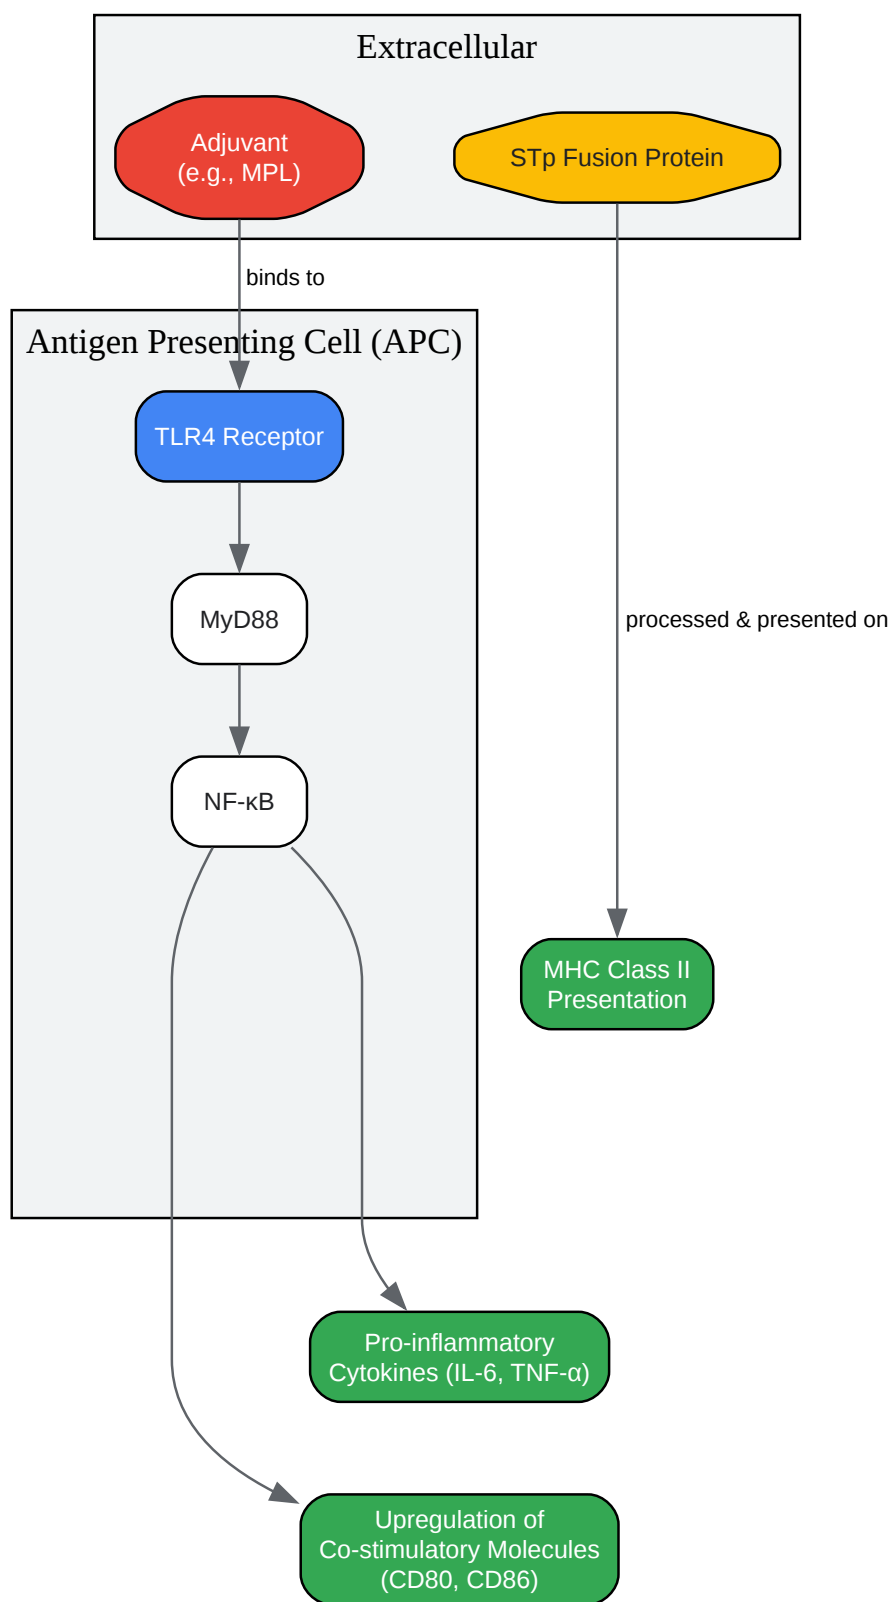 Extracellular
Adjuvant
(e.g., MPL)
STp Fusion Protein
binds to
Antigen Presenting Cell (APC)
TLR4 Receptor
MyD88
processed & presented on
NF-κB
MHC Class II
Presentation
Pro-inflammatory
Cytokines (IL-6, TNF-α)
Upregulation of
Co-stimulatory Molecules
(CD80, CD86)